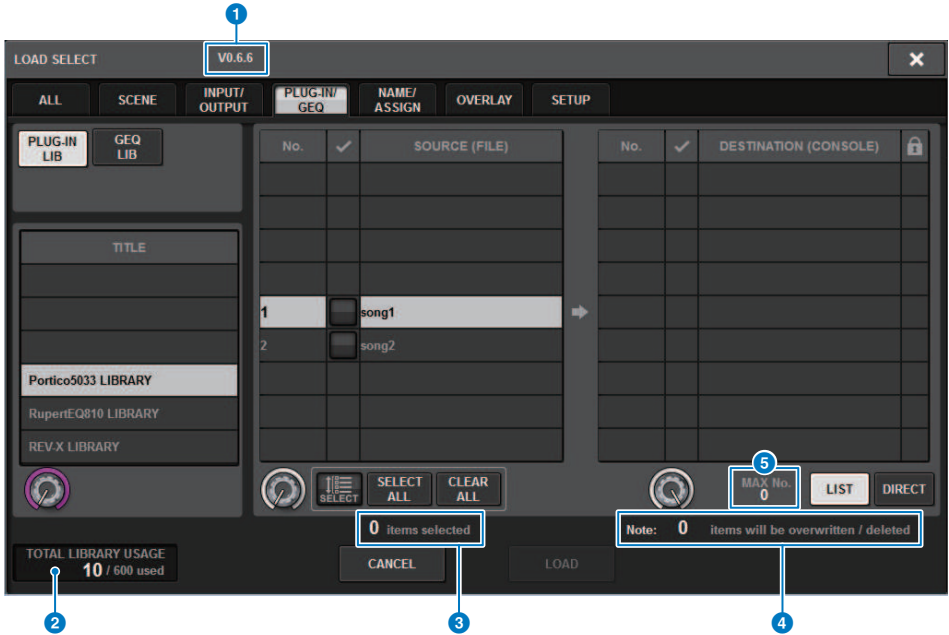 1
LOAD SELECT V0.6.6
ALL SCENE INPUT/ OUTPUT PLUG-IN/ GEQ NAME/ ASSIGN OVERLAY SETUP
PLUG-IN LIB GEQ LIB
No. SOURCE (FILE) No. DESTINATION (CONSOLE)
TITLE
1 song1
2 song2
Portico5033 LIBRARY
RupertEQ810 LIBRARY
REV-X LIBRARY
5
SELECT SELECT ALL CLEAR ALL MAX No. 0 LIST DIRECT
0 items selected Note: 0 items will be overwritten / deleted
TOTAL LIBRARY USAGE
10 / 600 used
CANCEL LOAD
2 3 4